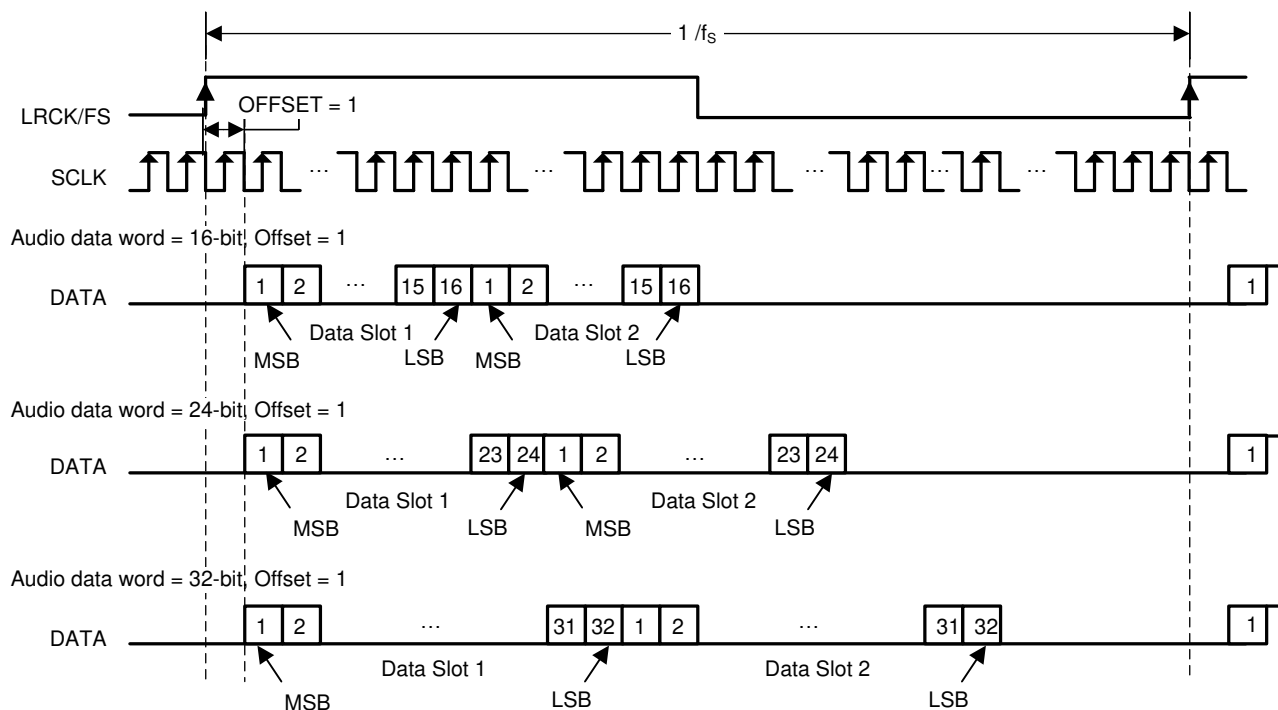 1 /fS
LRCK/FS
OFFSET = 1
SCLK
... ... ... ... ...
Audio data word = 16-bit, Offset = 1
DATA 1 2 ... 15 16 1 2 ... 15 16 1
Data Slot 1 Data Slot 2
MSB LSB MSB LSB
Audio data word = 24-bit, Offset = 1
DATA 1 2 ... 23 24 1 2 ... 23 24 1
Data Slot 1 Data Slot 2
MSB LSB MSB LSB
Audio data word = 32-bit, Offset = 1
DATA 1 2 ... 31 32 1 2 ... 31 32 1
Data Slot 1 Data Slot 2
MSB LSB LSB